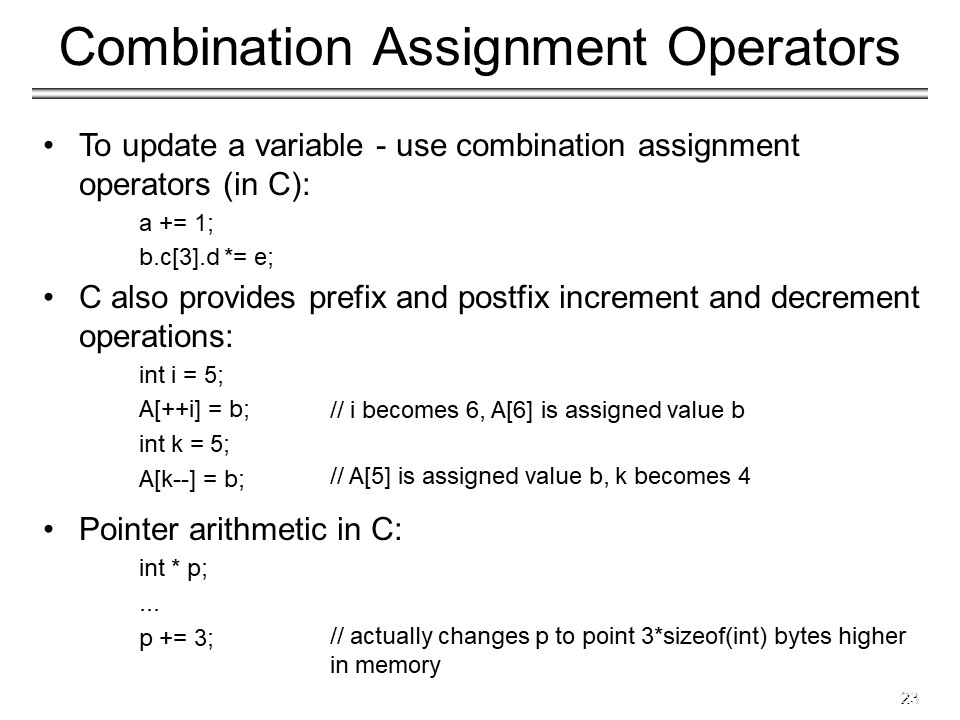 Combination Assignment Operators
• To update a variable - use combination assignment
operators (in C):
a += 1;
b.c[3].d *= e;
• C also provides prefix and postfix increment and decrement
operations:
int i = 5;
A[++i] = b; // i becomes 6, A[6] is assigned value b
int k = 5;
A[k--] = b; // A[5] is assigned value b, k becomes 4
• Pointer arithmetic in C:
int * p;
...
p += 3; // actually changes p to point 3*sizeof(int) bytes higher
in memory
23